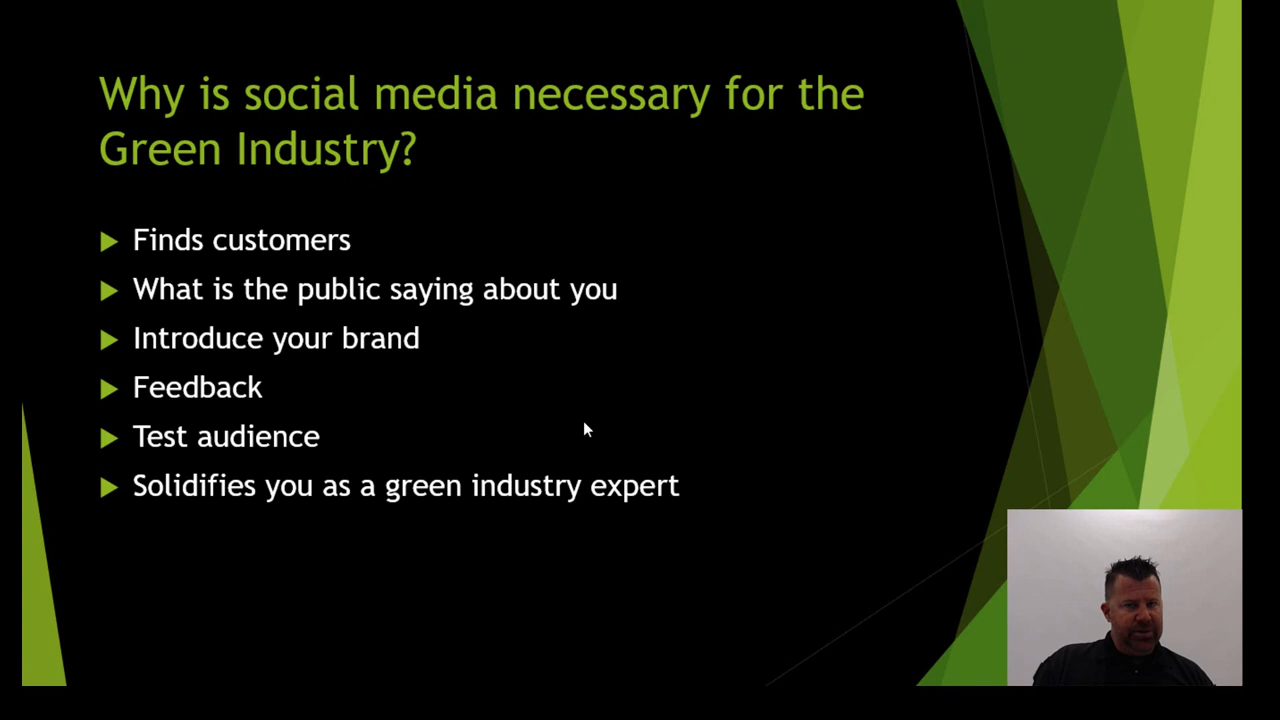 Why is social media necessary for the
Green Industry?
Finds customers
What is the public saying about you
Introduce your brand
Feedback
Test audience
Solidifies you as a green industry expert